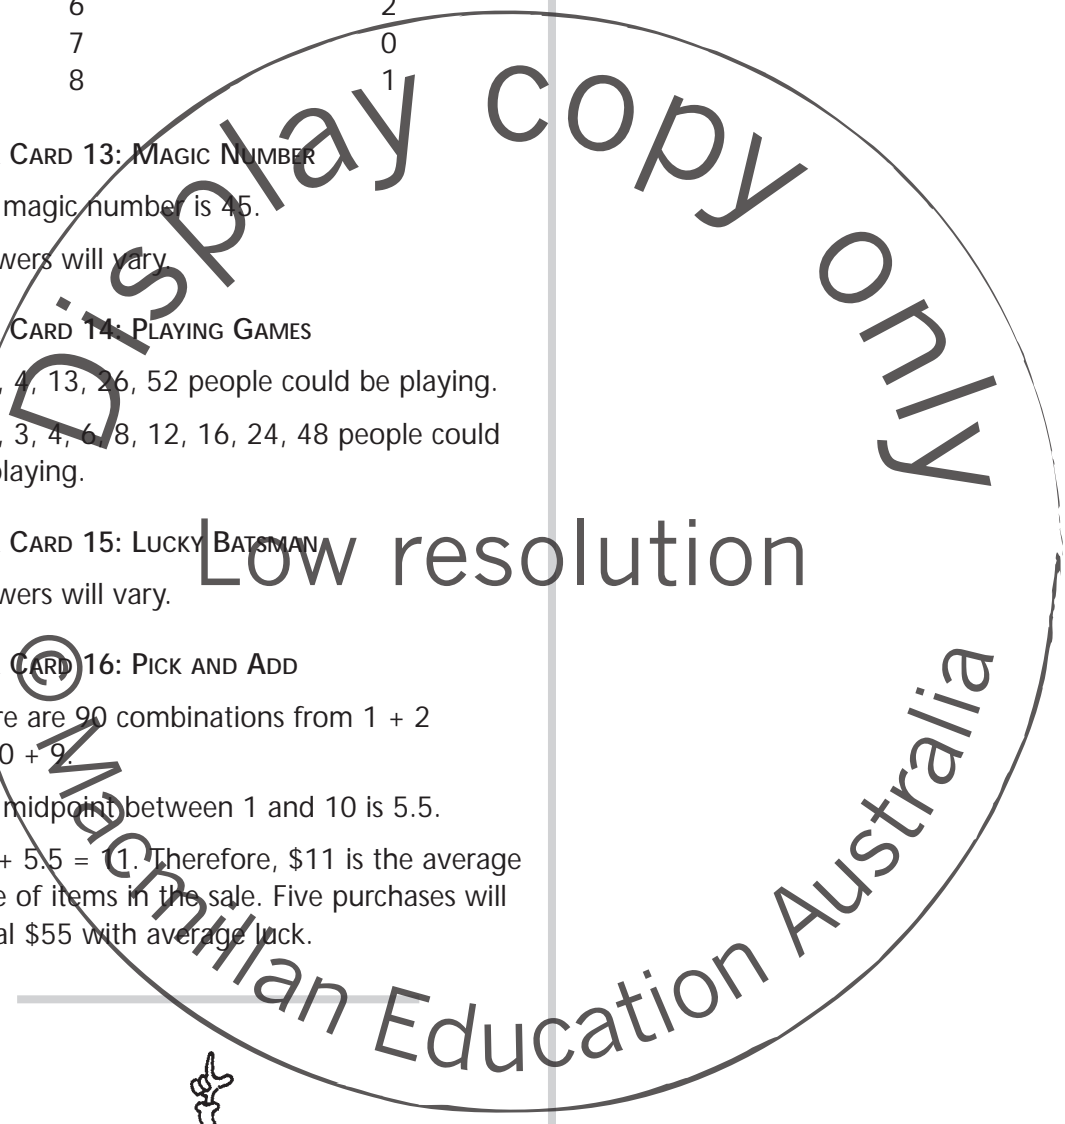 6 2
7 0
8 1
CARD 13: MAGIC NUMBER
magic number is 45.
wers will vary.
CARD 14: PLAYING GAMES
, 4, 13, 26, 52 people could be playing.
, 3, 4, 6, 8, 12, 16, 24, 48 people could
playing.
CARD 15: LUCKY BATSMAN
wers will vary.
CARD 16: PICK AND ADD
re are 90 combinations from 1 + 2
0 + 9.
midpoint between 1 and 10 is 5.5.
+ 5.5 = 11. Therefore, $11 is the average
e of items in the sale. Five purchases will
al $55 with average luck.
Display copy only
Low resolution
© Macmillan Education Australia